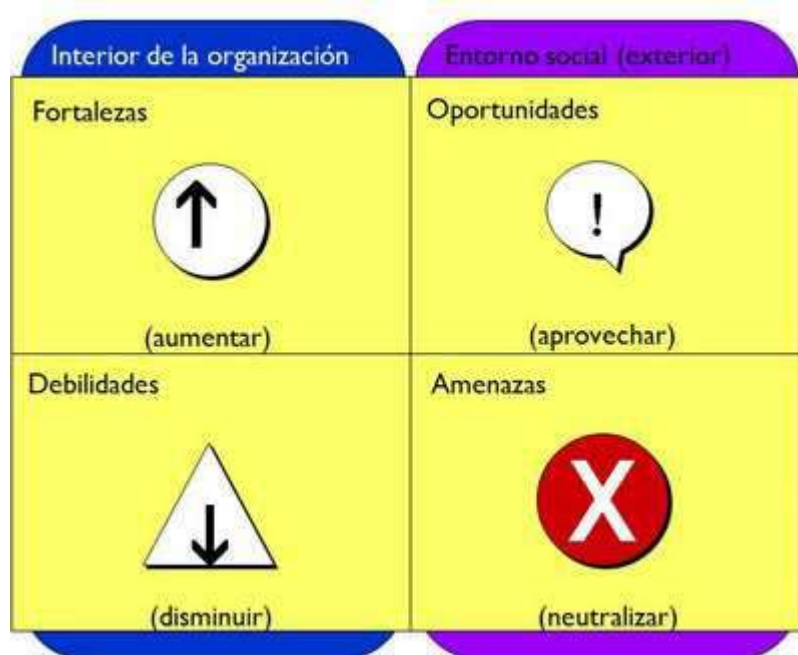 Interior de la organización
Entorno social (exterior)
Fortalezas
Oportunidades
!
(aumentar)
(aprovechar)
Debilidades
Amenazas
X
(disminuir)
(neutralizar)